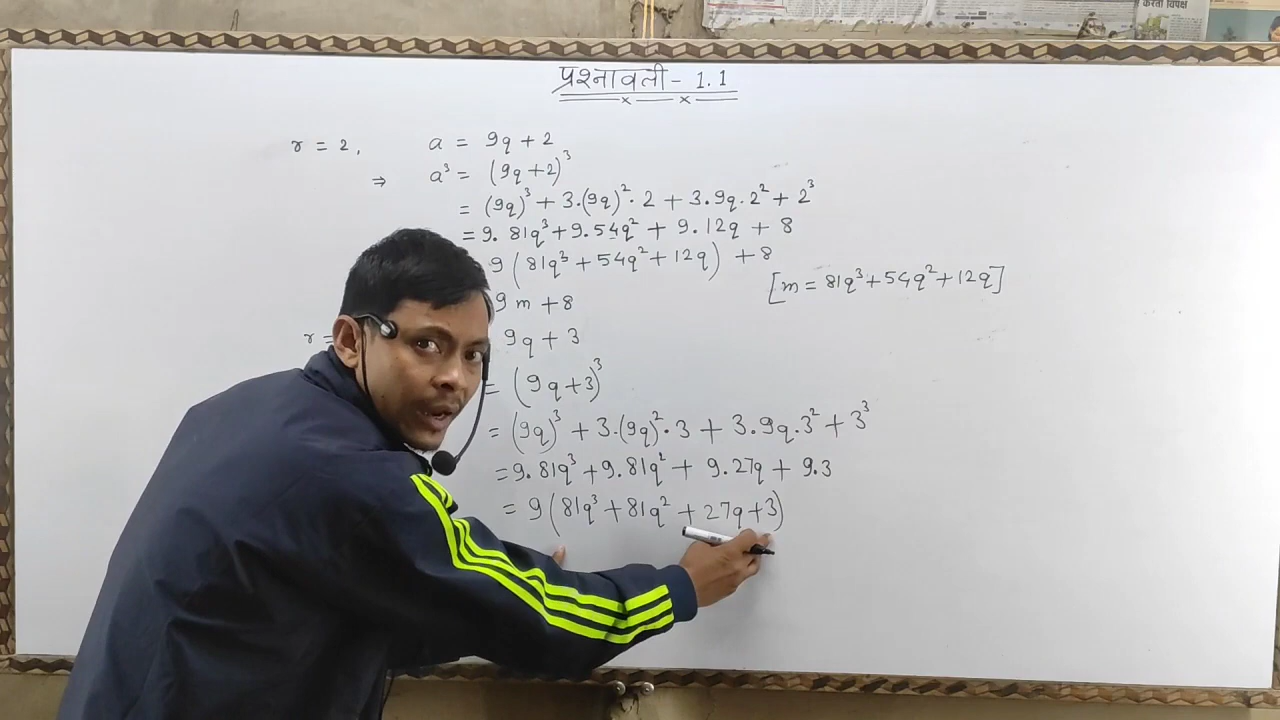 करता विपक्ष
प्रश्नावली - 1.1
r = 2, a = 9q + 2
⇒ a³ = (9q+2)³
= (9q)³ + 3.(9q)².2 + 3.9q.2² + 2³
= 9.81q³ + 9.54q² + 9.12q + 8
9(81q³ + 54q² + 12q) + 8
[m = 81q³ + 54q² + 12q]
9m + 8
r = 9q + 3
= (9q+3)³
= (9q)³ + 3.(9q)².3 + 3.9q.3² + 3³
= 9.81q³ + 9.81q² + 9.27q + 9.3
= 9(81q³ + 81q² + 27q + 3)